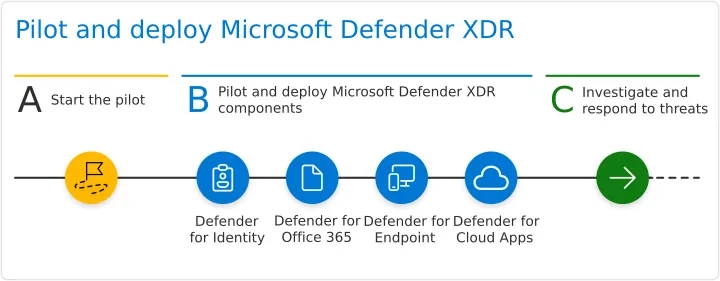 Pilot and deploy Microsoft Defender XDR
A
Start the pilot
B
Pilot and deploy Microsoft Defender XDR
components
C
Investigate and
respond to threats
Defender
for Identity
Defender for
Office 365
Defender for
Endpoint
Defender for
Cloud Apps